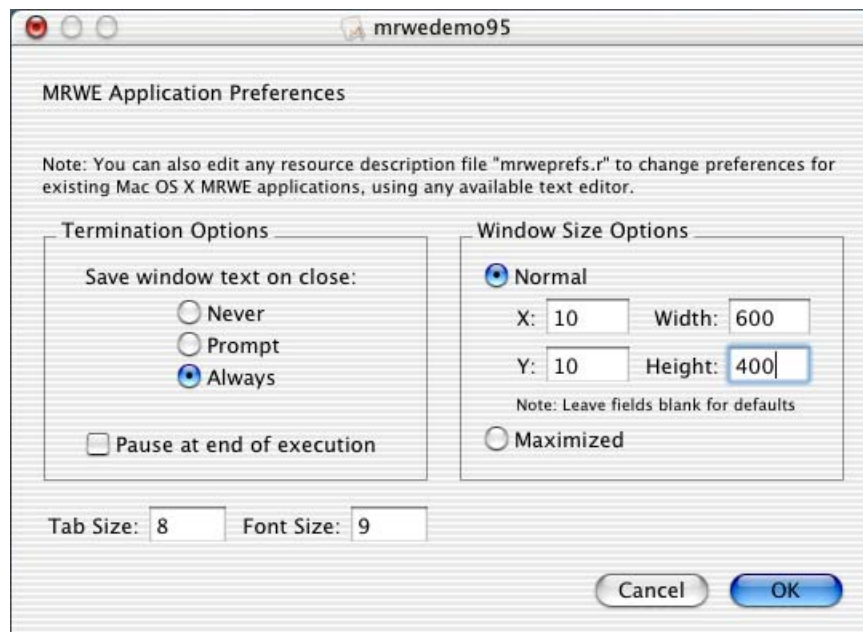 mrwedemo95
MRWE Application Preferences
Note: You can also edit any resource description file "mrweprefs.r" to change preferences for
existing Mac OS X MRWE applications, using any available text editor.
Termination Options
Save window text on close:
Never
Prompt
Always
Pause at end of execution
Window Size Options
Normal
X: 10 Width: 600
Y: 10 Height: 400
Note: Leave fields blank for defaults
Maximized
Tab Size: 8 Font Size: 9
Cancel OK